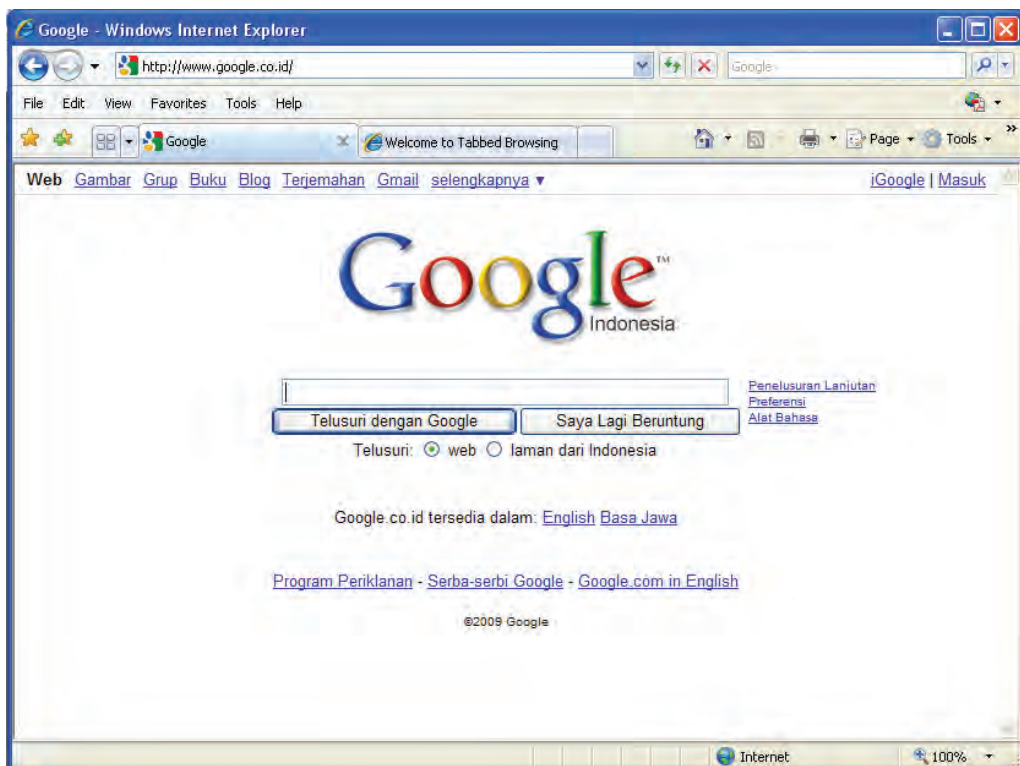 Google - Windows Internet Explorer
http://www.google.co.id/ Google
File Edit View Favorites Tools Help
Google Welcome to Tabbed Browsing Page Tools »
Web Gambar Grup Buku Blog Terjemahan Gmail selengkapnya ▼ iGoogle | Masuk
Google™
Indonesia
Penelusuran Lanjutan
Preferensi
Telusuri dengan Google Saya Lagi Beruntung Alat Bahasa
Telusuri: web laman dari Indonesia
Google.co.id tersedia dalam: English Basa Jawa
Program Periklanan - Serba-serbi Google - Google.com in English
©2009 Google
Internet 100%